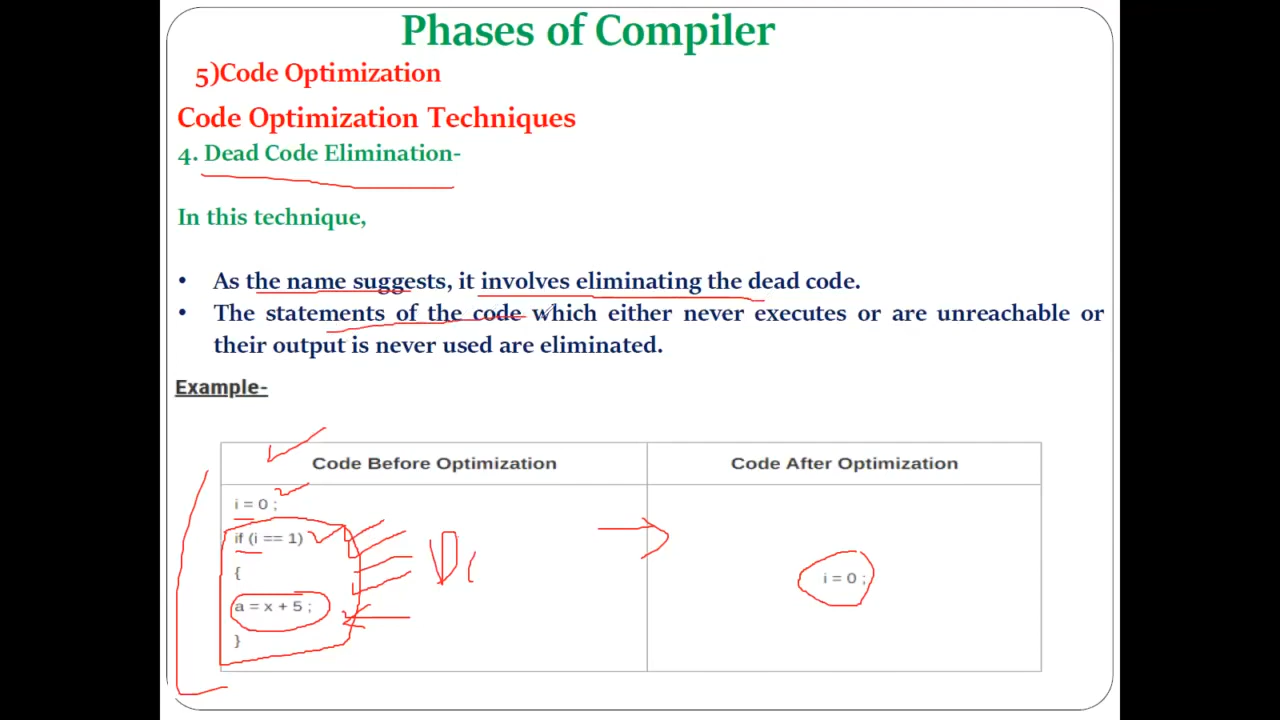 Phases of Compiler
5)Code Optimization
Code Optimization Techniques
4. Dead Code Elimination-
In this technique,
• As the name suggests, it involves eliminating the dead code.
• The statements of the code which either never executes or are unreachable or
their output is never used are eliminated.
Example-
Code Before Optimization
i = 0 ;
if (i == 1)
{
a = x + 5 ;
}
Code After Optimization
i = 0 ;